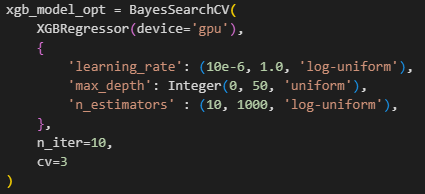 xgb_model_opt = BayesSearchCV(
    XGBRegressor(device='gpu'),
    {
        'learning_rate': (10e-6, 1.0, 'log-uniform'),
        'max_depth': Integer(0, 50, 'uniform'),
        'n_estimators' : (10, 1000, 'log-uniform'),
    },
    n_iter=10,
    cv=3
)